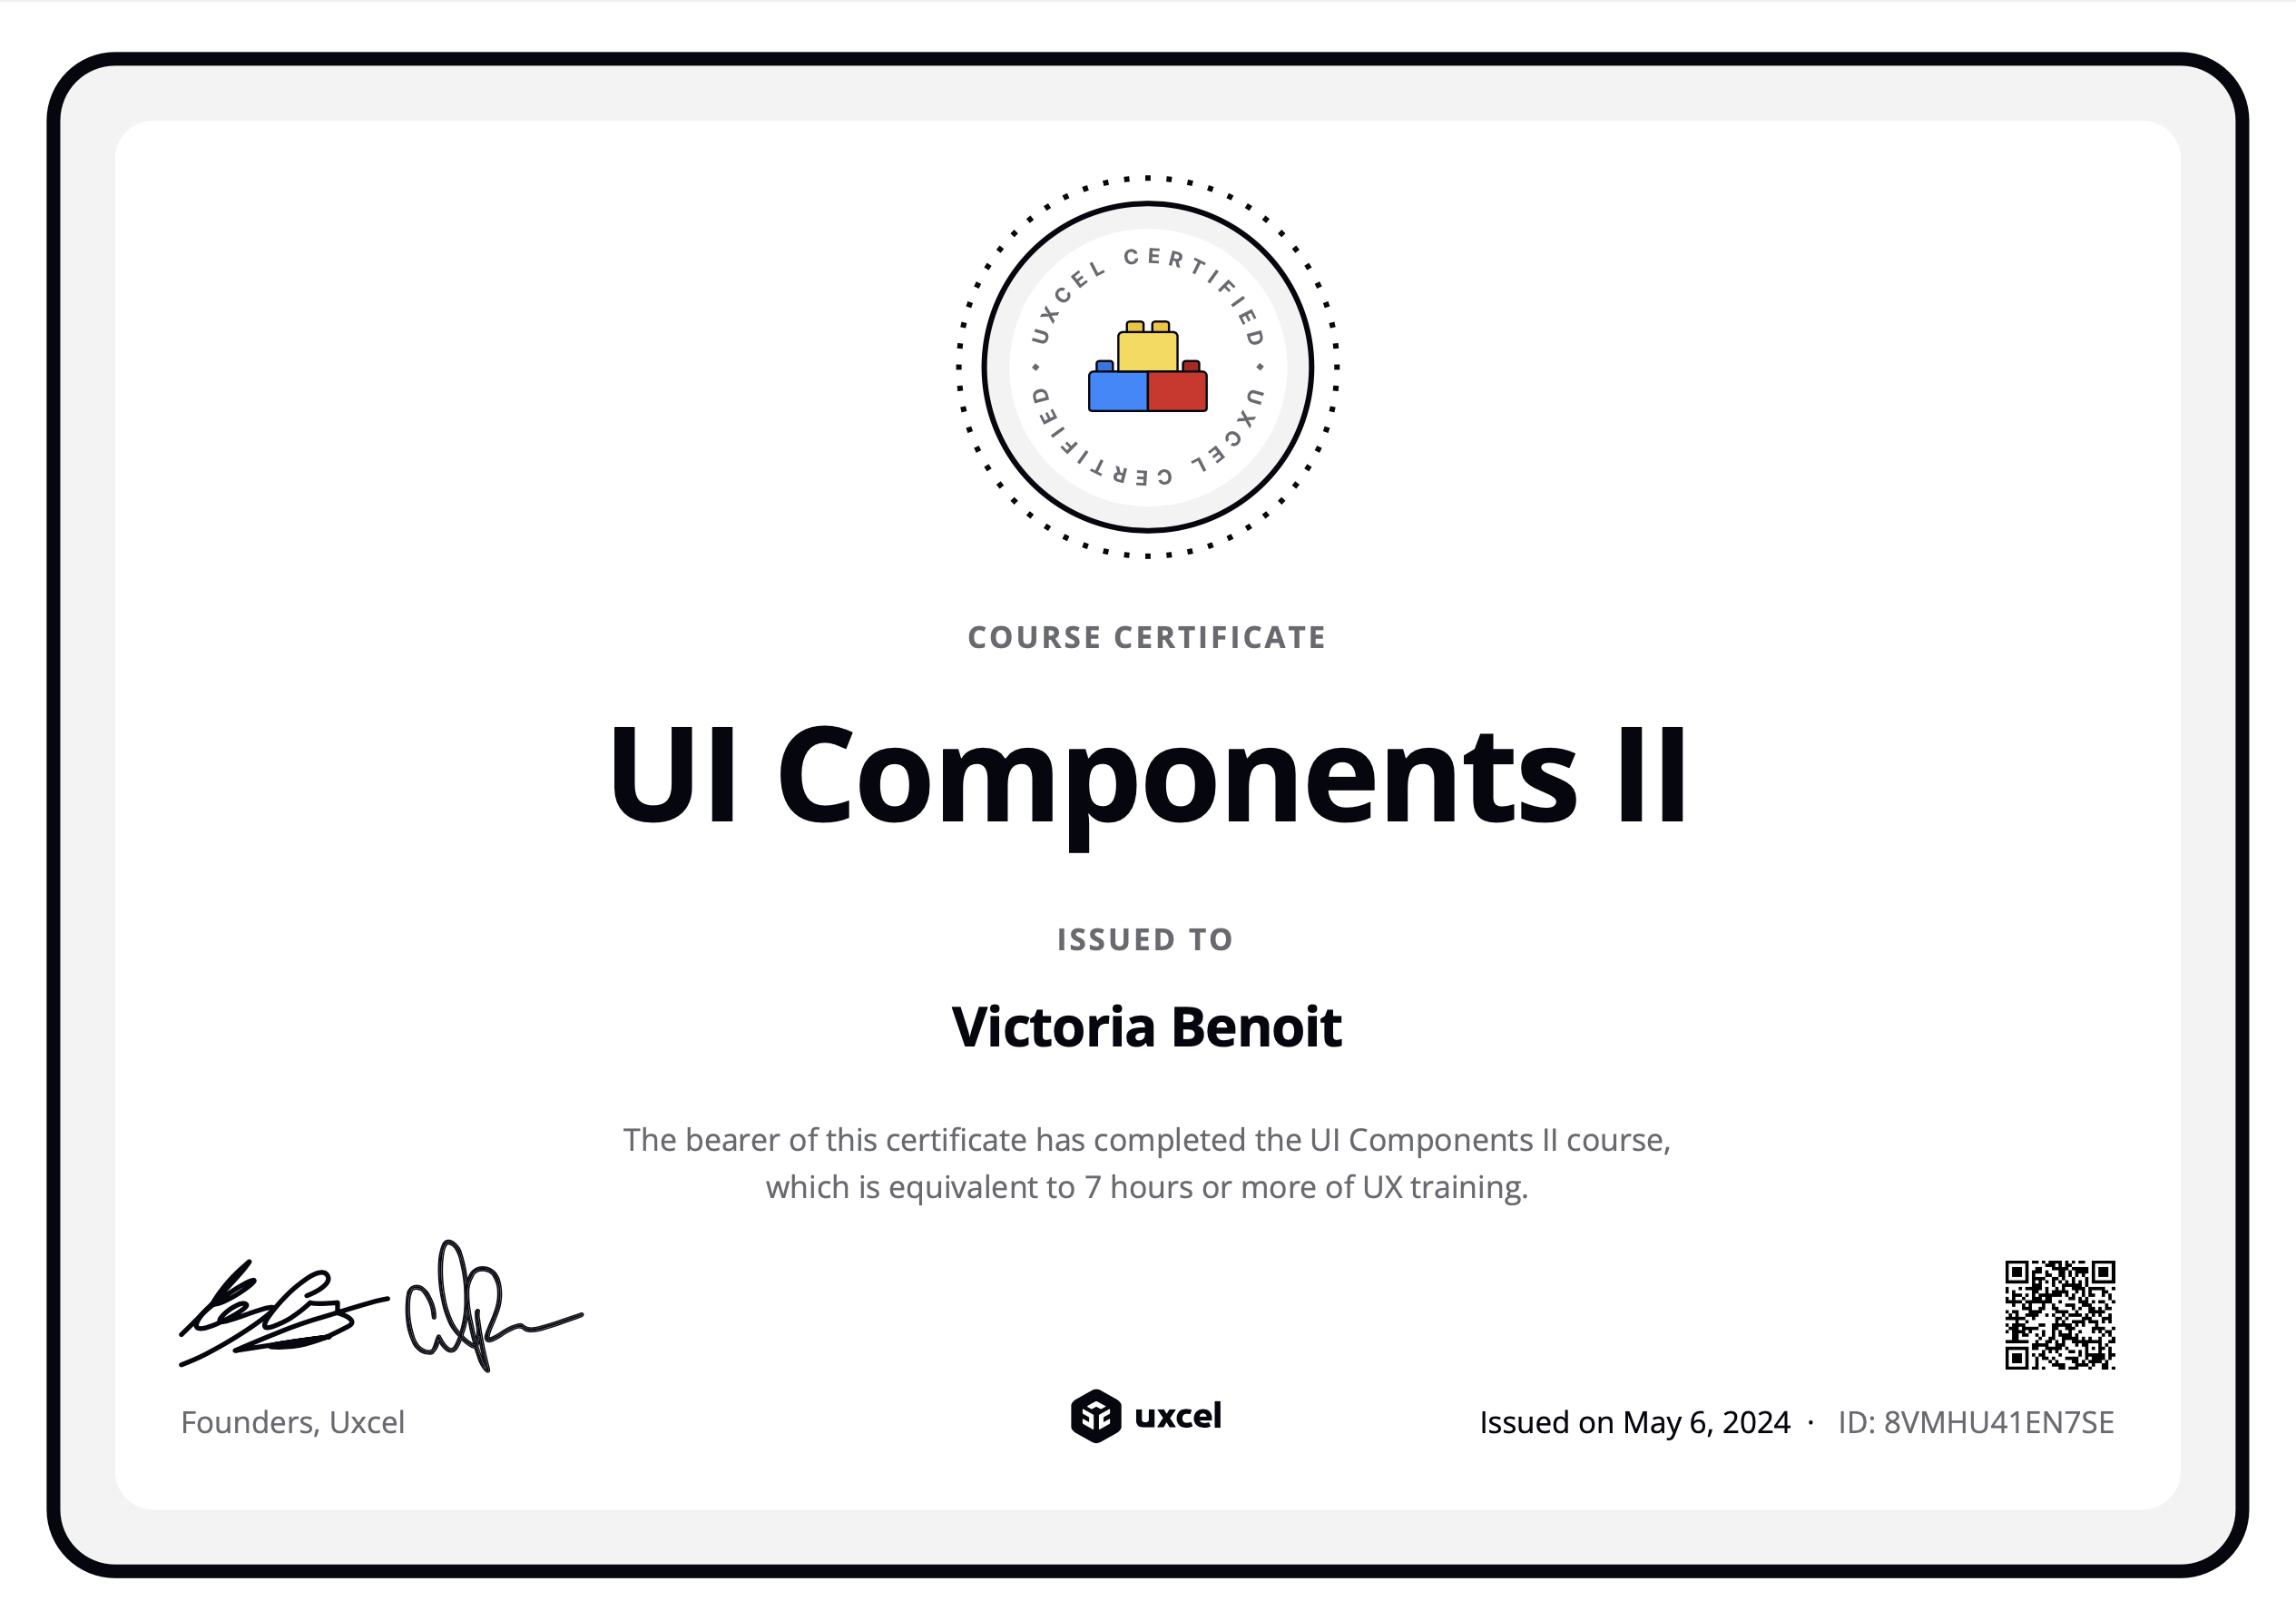 UXCEL CERTIFIED • UXCEL CERTIFIED •
COURSE CERTIFICATE
UI Components II
ISSUED TO
Victoria Benoit
The bearer of this certificate has completed the UI Components II course,
which is equivalent to 7 hours or more of UX training.
Founders, Uxcel
uxcel
Issued on May 6, 2024 · ID: 8VMHU41EN7SE